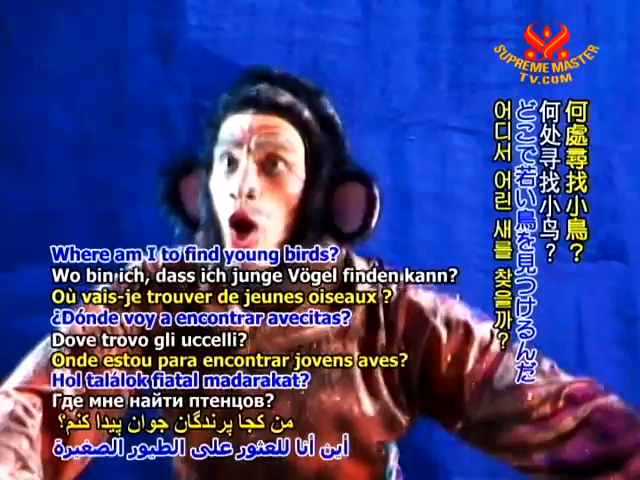 SUPREME MASTER
TV.COM
何處尋找小鳥？
何处寻找小鸟？
どこで若い鳥を見つけるんだ
어디서 어린 새를 찾을까?
Where am I to find young birds?
Wo bin ich, dass ich junge Vögel finden kann?
Où vais-je trouver de jeunes oiseaux ?
¿Dónde voy a encontrar avecitas?
Dove trovo gli uccelli?
Onde estou para encontrar jovens aves?
Hol találok fiatal madarakat?
Где мне найти птенцов?
من کجا پرندگان جوان پیدا کنم؟
أين أنا للعثور على الطيور الصغيرة